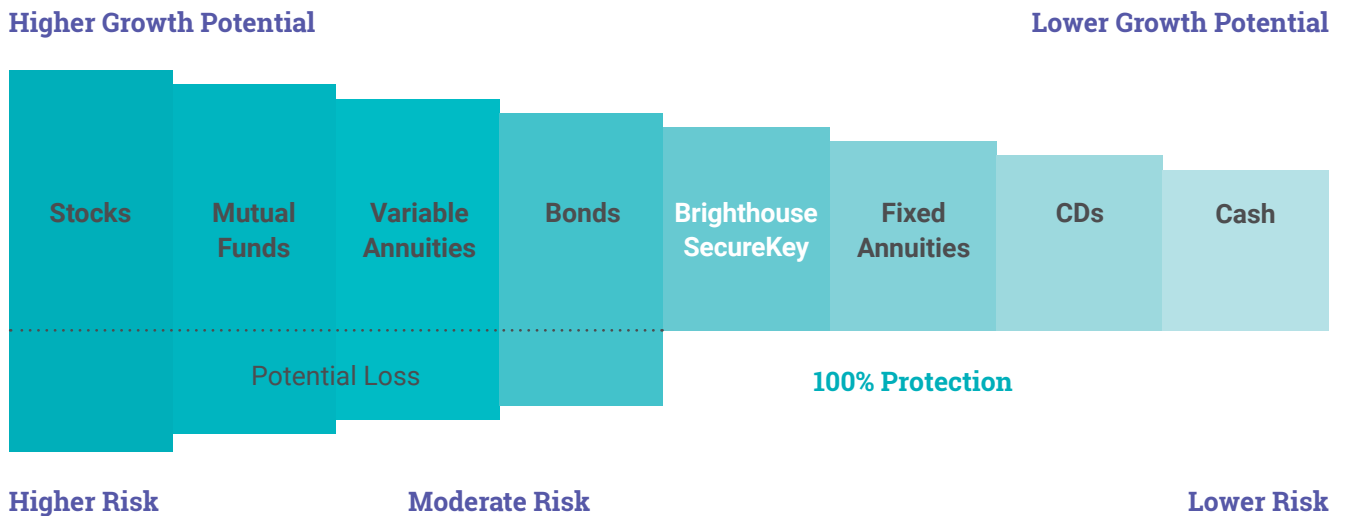 Higher Growth Potential
Lower Growth Potential
Stocks
Mutual
Funds
Variable
Annuities
Bonds
Brighthouse
SecureKey
Fixed
Annuities
CDs
Cash
Potential Loss
100% Protection
Higher Risk
Moderate Risk
Lower Risk